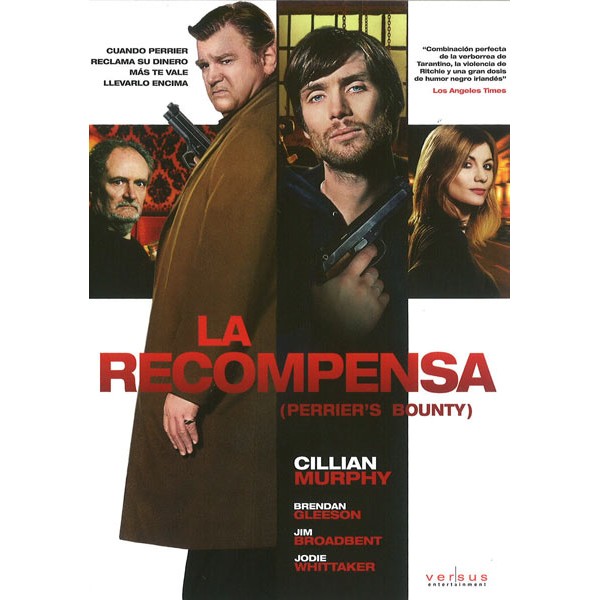 CUANDO PERRIER
RECLAMA SU DINERO
MÁS TE VALE
LLEVARLO ENCIMA
“Combinación perfecta
de la verborrea de
Tarantino, la violencia de
Ritchie y una gran dosis
de humor negro irlandés”
Los Angeles Times
LA
RECOMPENSA
(PERRIER'S BOUNTY)
CILLIAN
MURPHY
BRENDAN
GLEESON
JIM
BROADBENT
JODIE
WHITTAKER
versus
entertainment